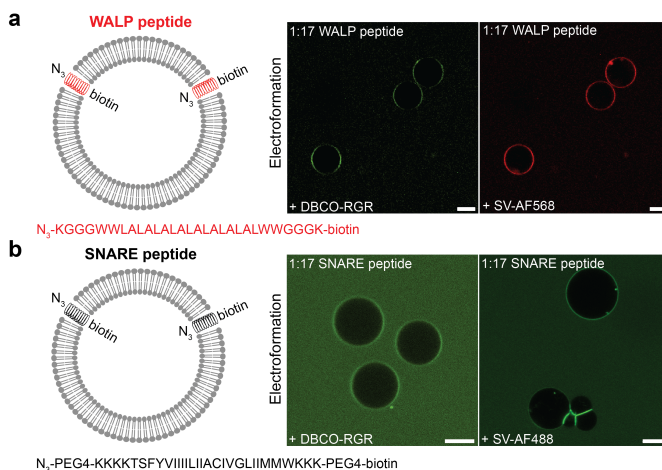 a
WALP peptide
N₃
biotin
N₃
biotin
Electroformation
1:17 WALP peptide
+ DBCO-RGR
1:17 WALP peptide
+ SV-AF568
N₃-KGGGWWLALALALALALALALWWGGGK-biotin
b
SNARE peptide
N₃
biotin
N₃
biotin
Electroformation
1:17 SNARE peptide
+ DBCO-RGR
1:17 SNARE peptide
+ SV-AF488
N₃-PEG4-KKKKTSFYVIIIILIIACIVGLIIMMWKKK-PEG4-biotin